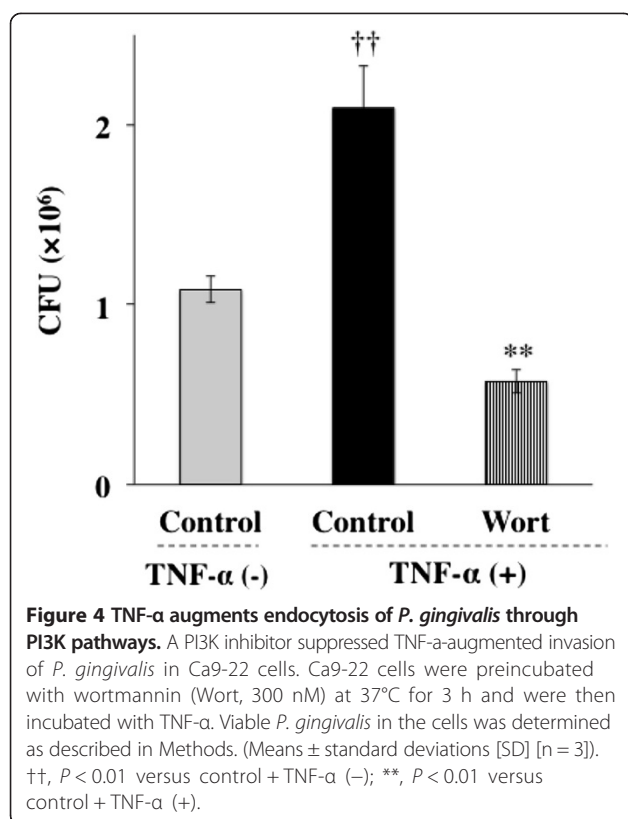 ††
2
CFU (×10⁶)
1
**
0
Control Control Wort
TNF-α (-) TNF-α (+)
Figure 4 TNF-α augments endocytosis of P. gingivalis through
PI3K pathways. A PI3K inhibitor suppressed TNF-a-augmented invasion
of P. gingivalis in Ca9-22 cells. Ca9-22 cells were preincubated
with wortmannin (Wort, 300 nM) at 37°C for 3 h and were then
incubated with TNF-α. Viable P. gingivalis in the cells was determined
as described in Methods. (Means ± standard deviations [SD] [n = 3]).
††, P < 0.01 versus control + TNF-α (−); **, P < 0.01 versus
control + TNF-α (+).